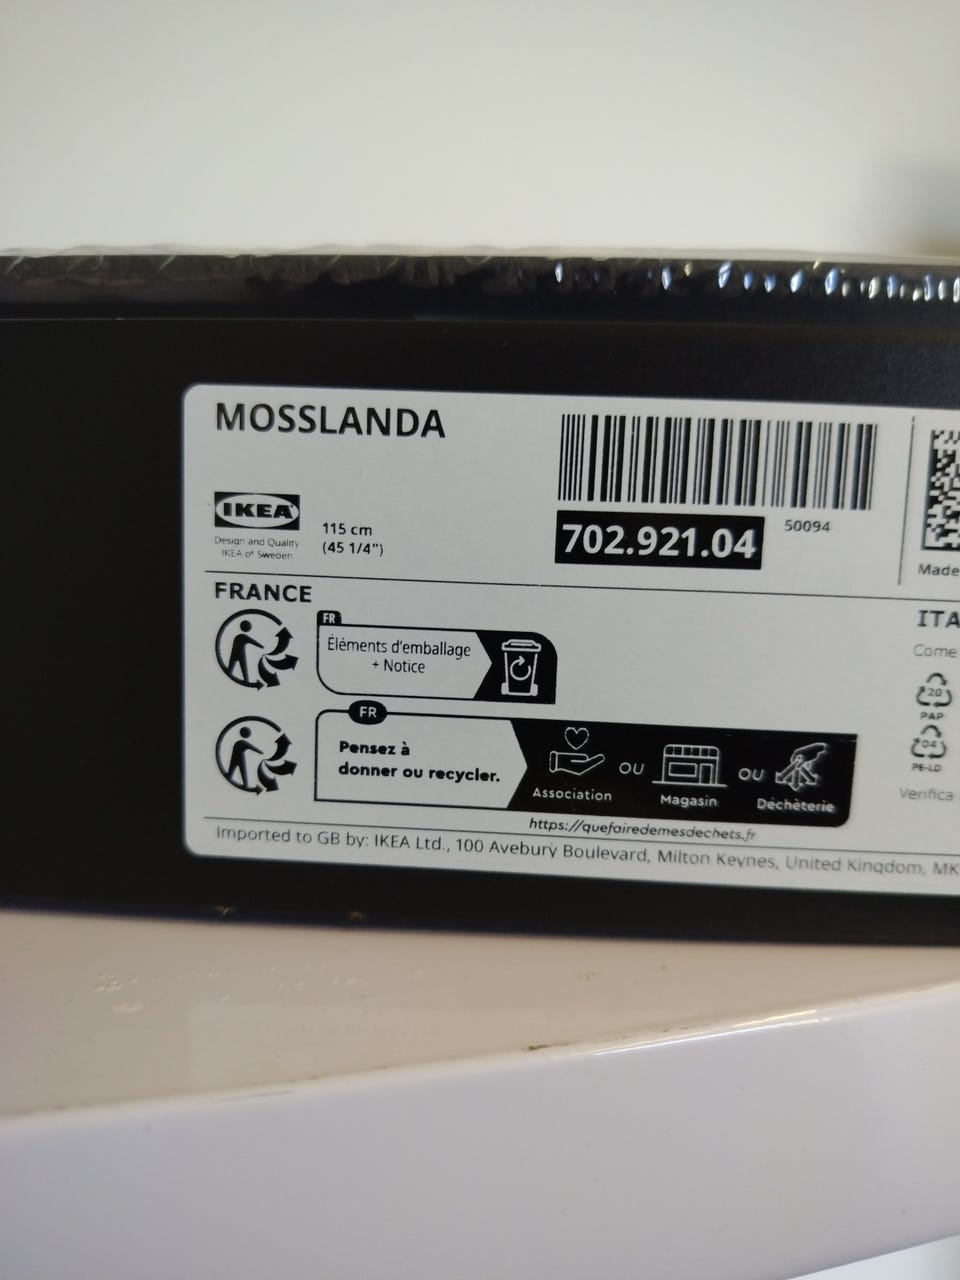 MOSSLANDA
IKEA
Design and Quality
IKEA of Sweden
115 cm
(45 1/4")
702.921.04
50094
Made
FRANCE
FR
Éléments d'emballage
+ Notice
FR
Pensez à
donner ou recycler.
Association
OU
Magasin
OU
Déchèterie
https://quefairedemesdechets.fr
ITA
Come
20
PAP
04
PE-LD
Verifica
Imported to GB by: IKEA Ltd., 100 Avebury Boulevard, Milton Keynes, United Kingdom, MK